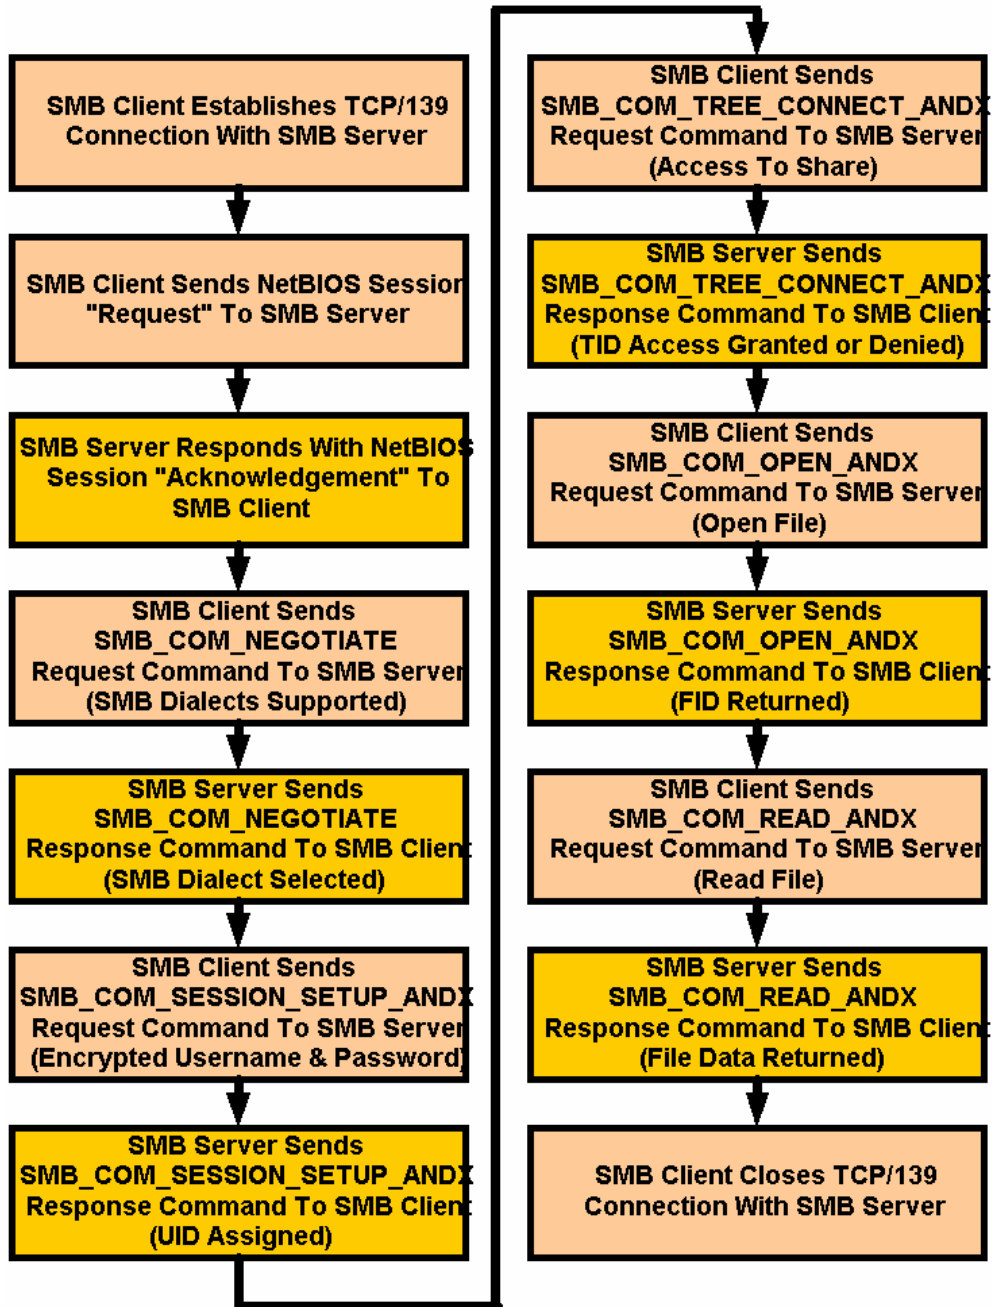 SMB Client Establishes TCP/139
Connection With SMB Server
SMB Client Sends NetBIOS Session
"Request" To SMB Server
SMB Server Responds With NetBIOS
Session "Acknowledgement" To
SMB Client
SMB Client Sends
SMB_COM_NEGOTIATE
Request Command To SMB Server
(SMB Dialects Supported)
SMB Server Sends
SMB_COM_NEGOTIATE
Response Command To SMB Client
(SMB Dialect Selected)
SMB Client Sends
SMB_COM_SESSION_SETUP_ANDX
Request Command To SMB Server
(Encrypted Username & Password)
SMB Server Sends
SMB_COM_SESSION_SETUP_ANDX
Response Command To SMB Client
(UID Assigned)
SMB Client Sends
SMB_COM_TREE_CONNECT_ANDX
Request Command To SMB Server
(Access To Share)
SMB Server Sends
SMB_COM_TREE_CONNECT_ANDX
Response Command To SMB Client
(TID Access Granted or Denied)
SMB Client Sends
SMB_COM_OPEN_ANDX
Request Command To SMB Server
(Open File)
SMB Server Sends
SMB_COM_OPEN_ANDX
Response Command To SMB Client
(FID Returned)
SMB Client Sends
SMB_COM_READ_ANDX
Request Command To SMB Server
(Read File)
SMB Server Sends
SMB_COM_READ_ANDX
Response Command To SMB Client
(File Data Returned)
SMB Client Closes TCP/139
Connection With SMB Server